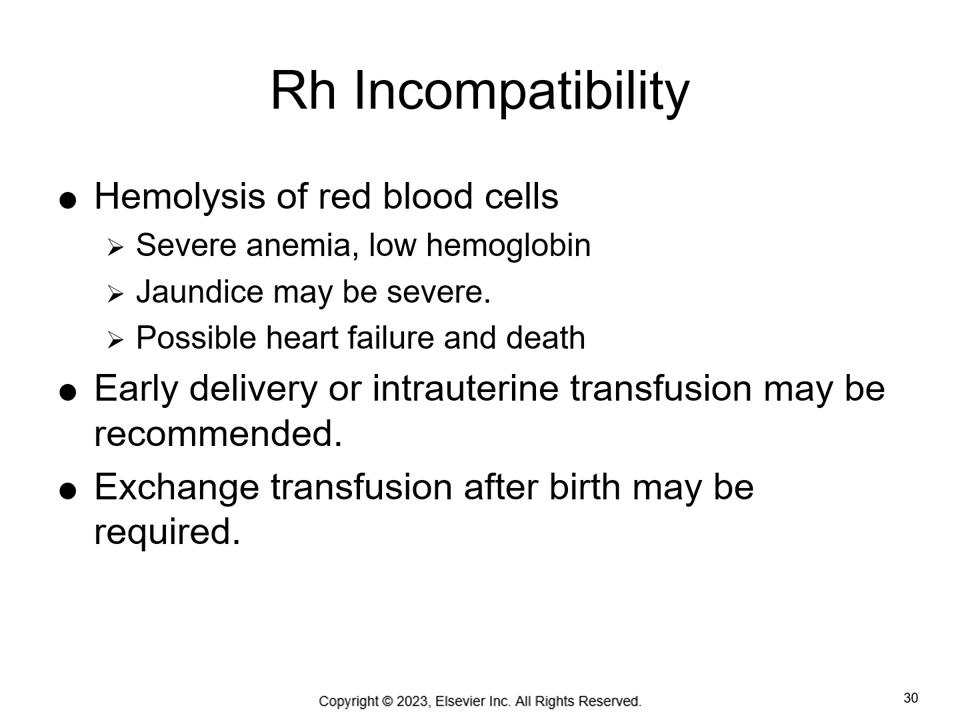 Rh Incompatibility
● Hemolysis of red blood cells
➢ Severe anemia, low hemoglobin
➢ Jaundice may be severe.
➢ Possible heart failure and death
● Early delivery or intrauterine transfusion may be
recommended.
● Exchange transfusion after birth may be
required.
Copyright © 2023, Elsevier Inc. All Rights Reserved.
30